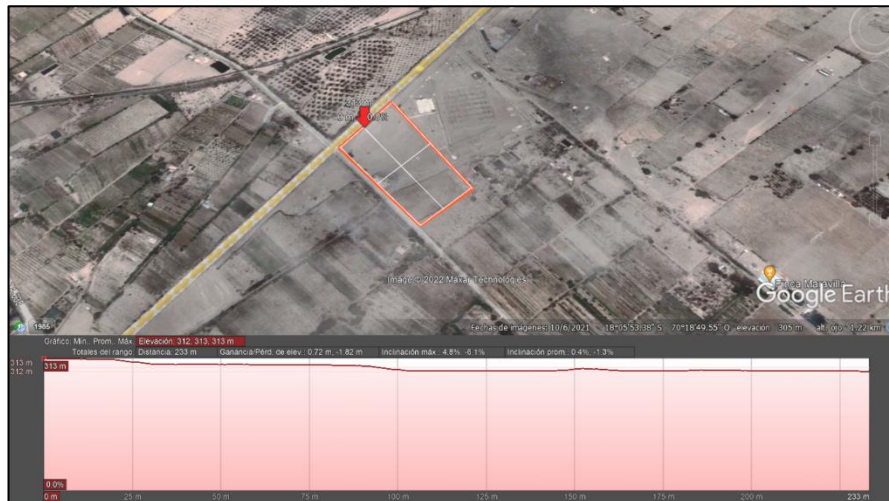 Image © 2022 Maxar Technologies
Finca Maravilla
Google Earth
1985
Fechas de imágenes: 10/6/2021 18°05'53.38" S 70°18'49.55" O elevación 305 m alt. ojo 1.22 km
Gráfico: Mín., Prom., Máx. Elevación: 312, 313, 313 m
Totales del rango: Distancia: 233 m Ganancia/Pérd. de elev.: 0.72 m, -1.82 m Inclinación máx.: 4.8%, -6.1% Inclinación prom.: 0.4%, -1.3%
313 m
313 m
312 m
0.0%
0 m 25 m 50 m 75 m 100 m 125 m 150 m 175 m 200 m 233 m